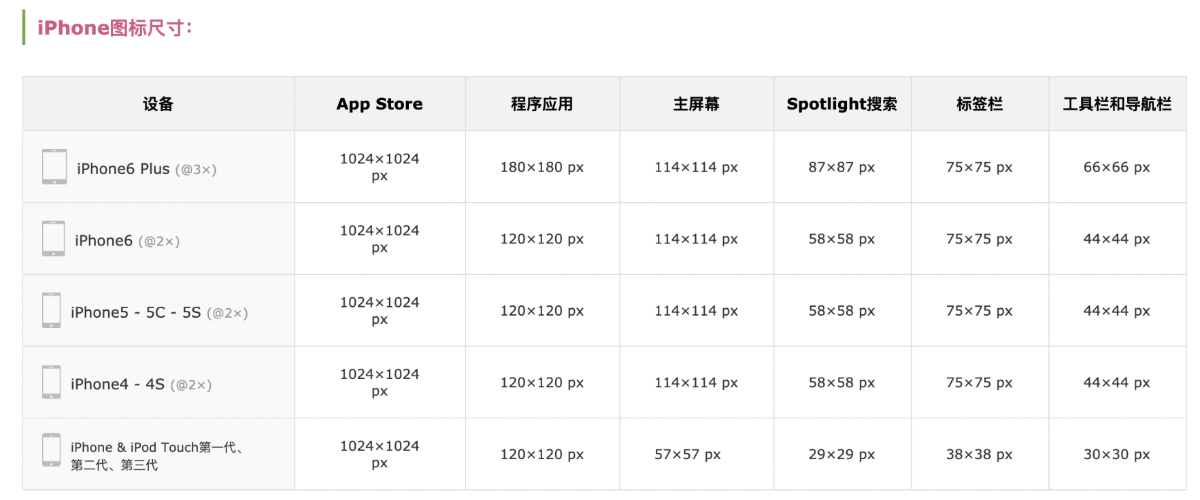 iPhone图标尺寸:
设备 App Store 程序应用 主屏幕 Spotlight搜索 标签栏 工具栏和导航栏
iPhone6 Plus (@3×) 1024×1024 px 180×180 px 114×114 px 87×87 px 75×75 px 66×66 px
iPhone6 (@2×) 1024×1024 px 120×120 px 114×114 px 58×58 px 75×75 px 44×44 px
iPhone5 - 5C - 5S (@2×) 1024×1024 px 120×120 px 114×114 px 58×58 px 75×75 px 44×44 px
iPhone4 - 4S (@2×) 1024×1024 px 120×120 px 114×114 px 58×58 px 75×75 px 44×44 px
iPhone & iPod Touch第一代、第二代、第三代 1024×1024 px 120×120 px 57×57 px 29×29 px 38×38 px 30×30 px